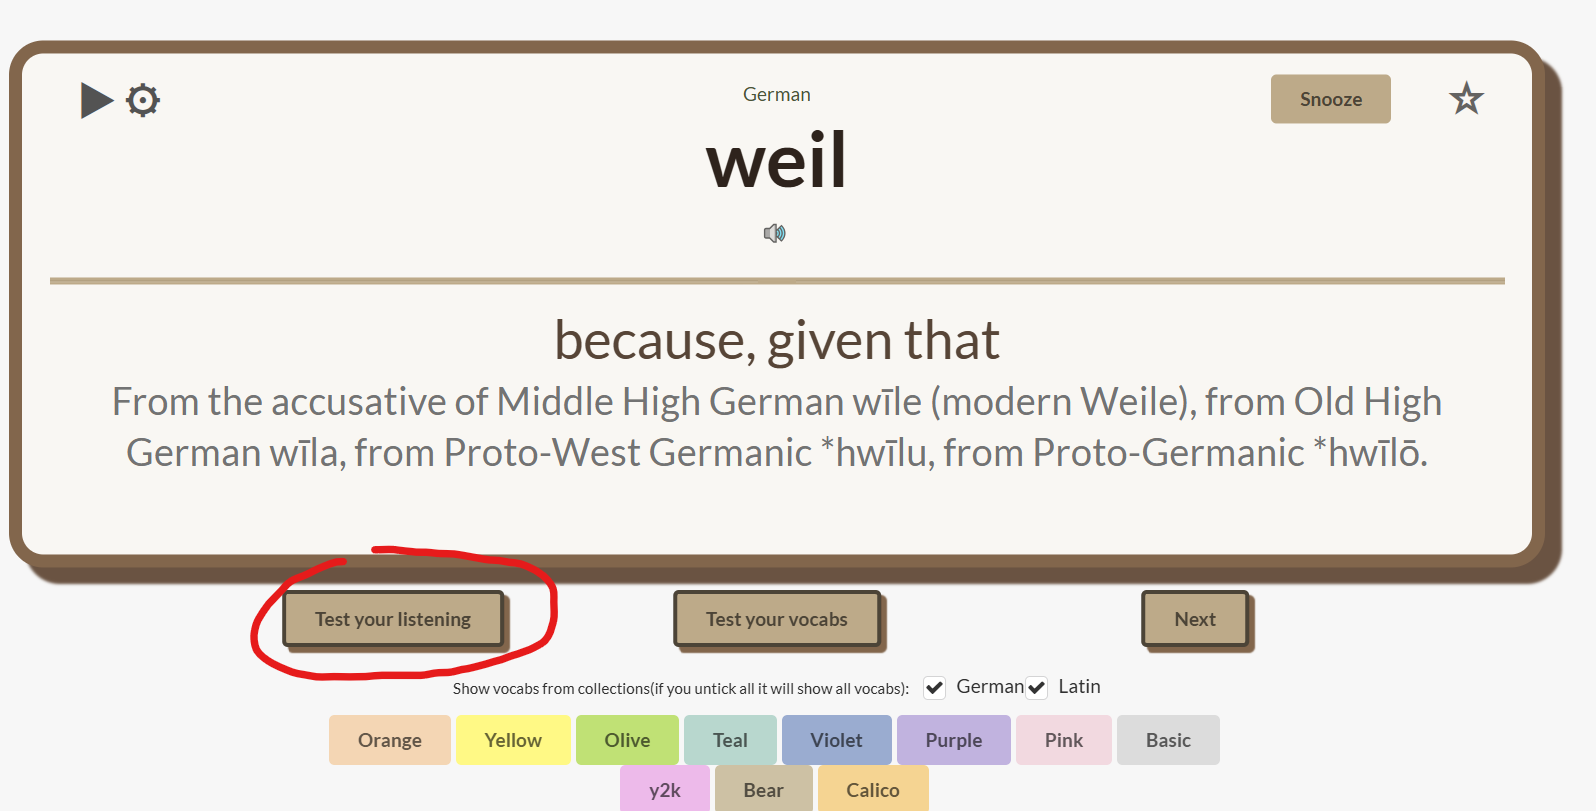 German
Snooze
weil
because, given that
From the accusative of Middle High German wīle (modern Weile), from Old High
German wīla, from Proto-West Germanic *hwīlu, from Proto-Germanic *hwīlō.
Test your listening
Test your vocabs
Next
Show vocabs from collections(if you untick all it will show all vocabs): German Latin
Orange Yellow Olive Teal Violet Purple Pink Basic
y2k Bear Calico